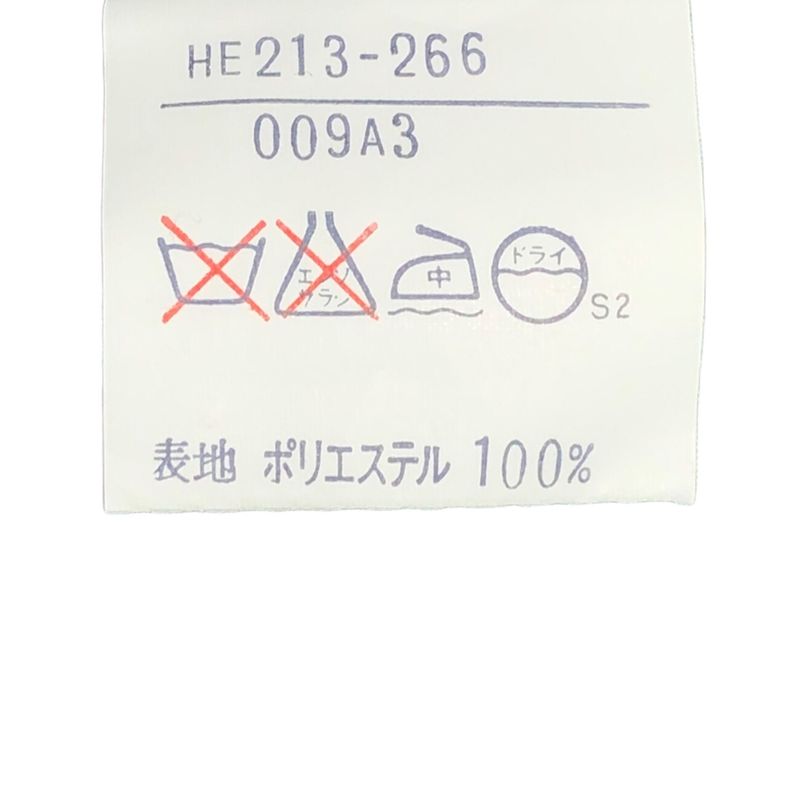 HE213-266
009A3
エンソ
サラシ
中
ドライ
S2
表地 ポリエステル 100%